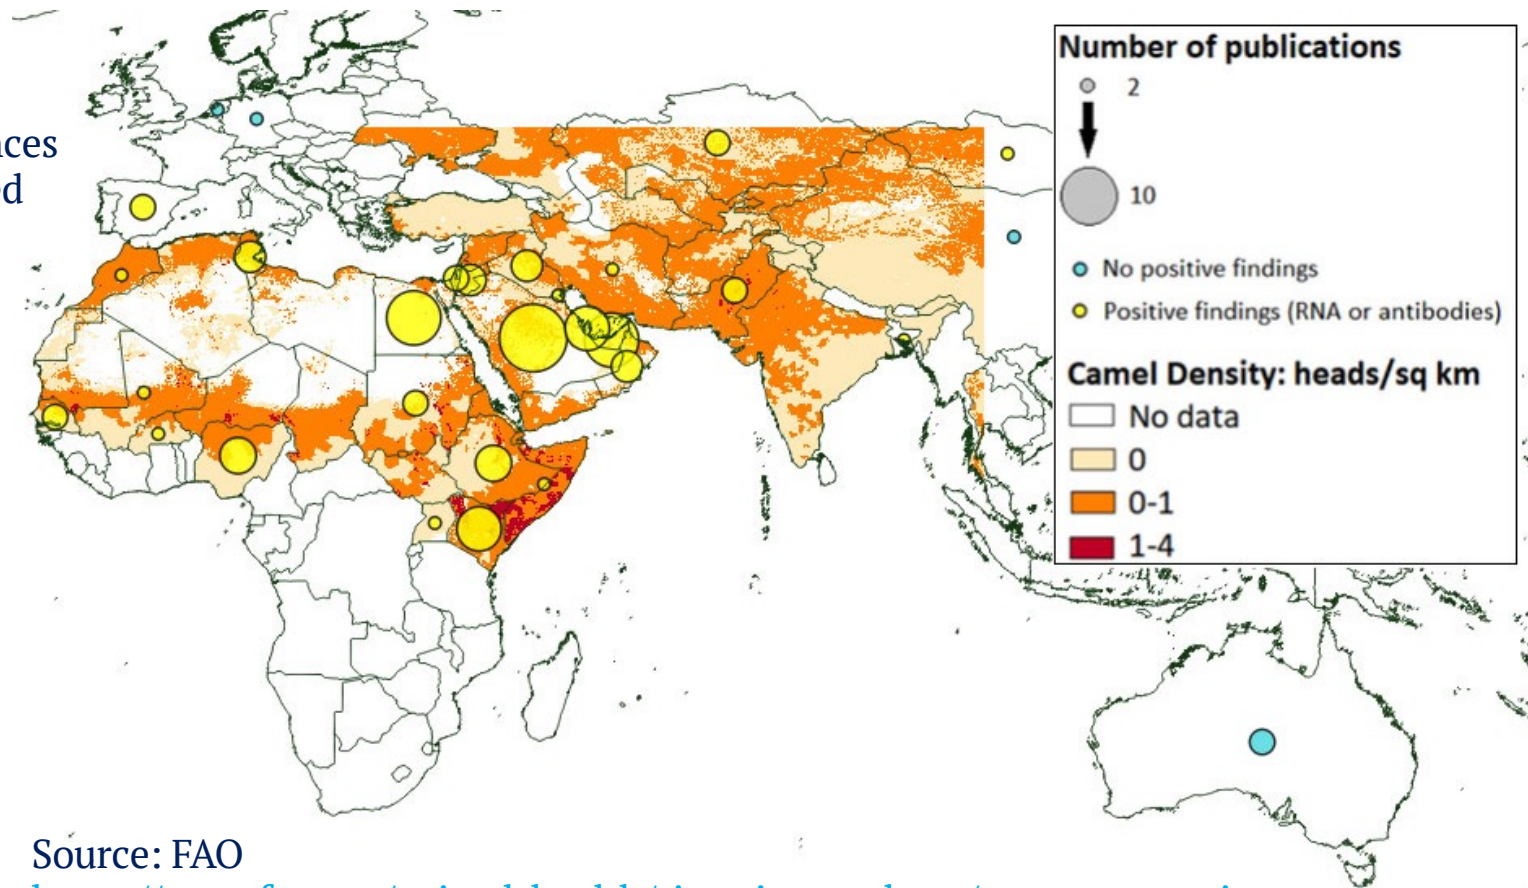 Number of publications
2
10
No positive findings
Positive findings (RNA or antibodies)
Camel Density: heads/sq km
No data
0
0-1
1-4
Source: FAO